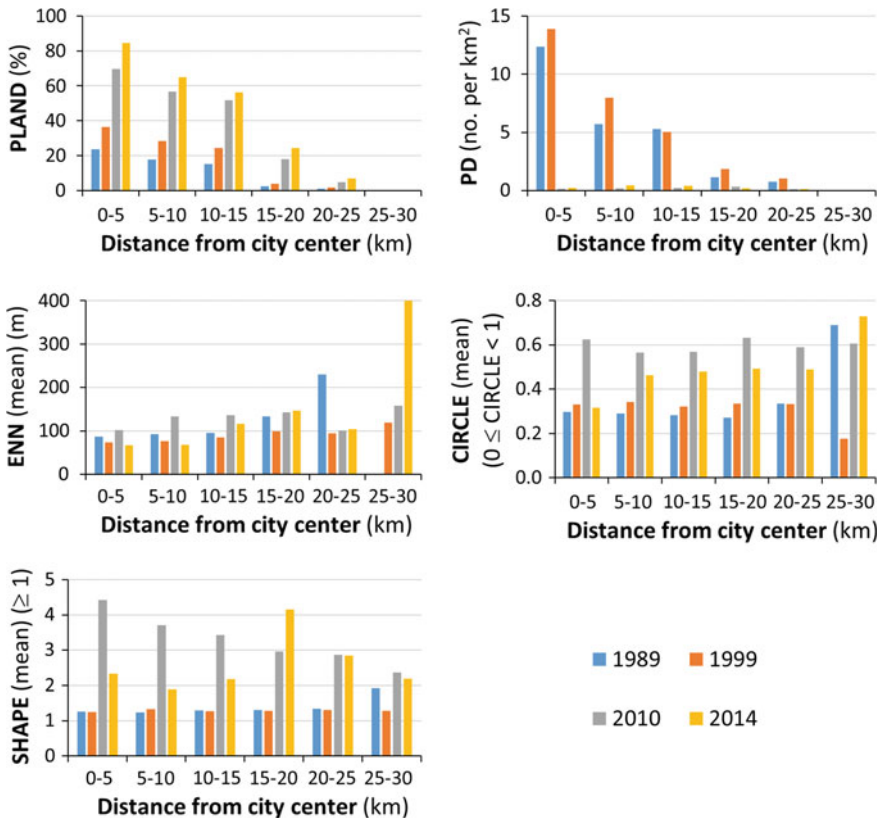 PLAND (%)
100
80
60
40
20
0
0-5 5-10 10-15 15-20 20-25 25-30
Distance from city center (km)
PD (no. per km²)
15
10
5
0
0-5 5-10 10-15 15-20 20-25 25-30
Distance from city center (km)
ENN (mean) (m)
400
300
200
100
0
0-5 5-10 10-15 15-20 20-25 25-30
Distance from city center (km)
CIRCLE (mean)
(0 ≤ CIRCLE < 1)
0.8
0.6
0.4
0.2
0.0
0-5 5-10 10-15 15-20 20-25 25-30
Distance from city center (km)
SHAPE (mean) (≥ 1)
5
4
3
2
1
0
0-5 5-10 10-15 15-20 20-25 25-30
Distance from city center (km)
1989 1999
2010 2014